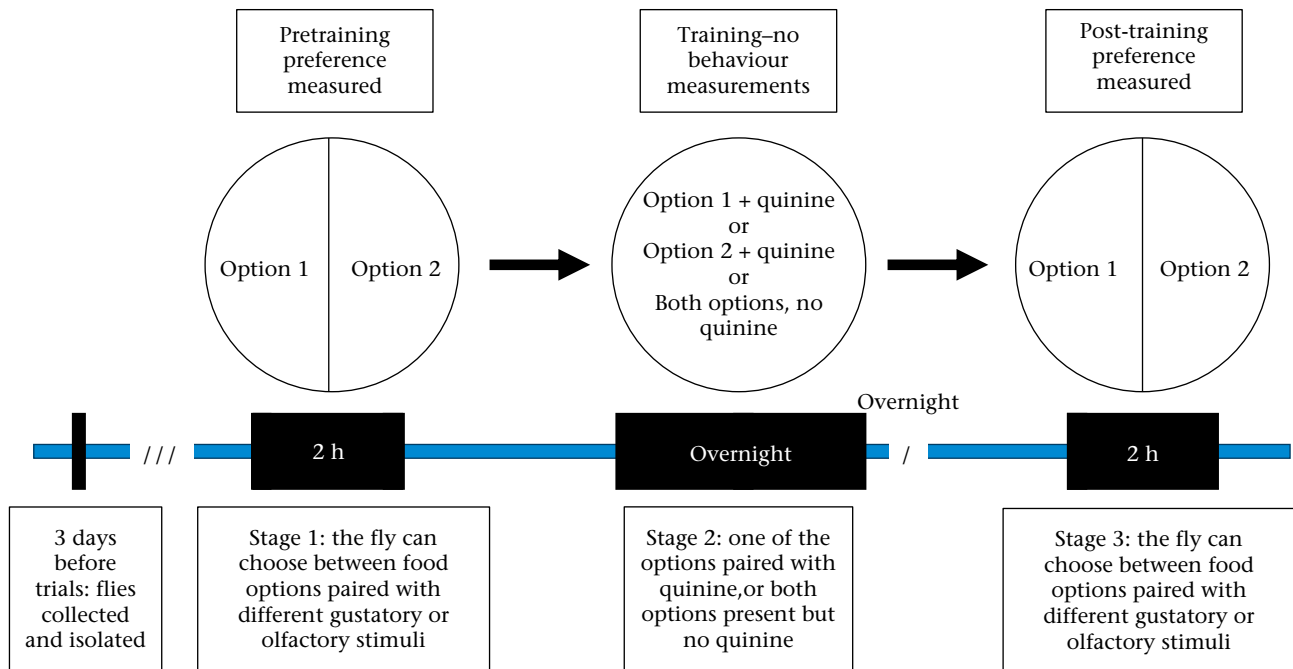 Pretraining
preference
measured
Training–no
behaviour
measurements
Post-training
preference
measured
Option 1
Option 2
Option 1 + quinine
or
Option 2 + quinine
or
Both options, no
quinine
Option 1
Option 2
Overnight
///
2 h
Overnight
/
2 h
3 days
before
trials: flies
collected
and isolated
Stage 1: the fly can
choose between food
options paired with
different gustatory or
olfactory stimuli
Stage 2: one of the
options paired with
quinine,or both
options present but
no quinine
Stage 3: the fly can
choose between food
options paired with
different gustatory or
olfactory stimuli